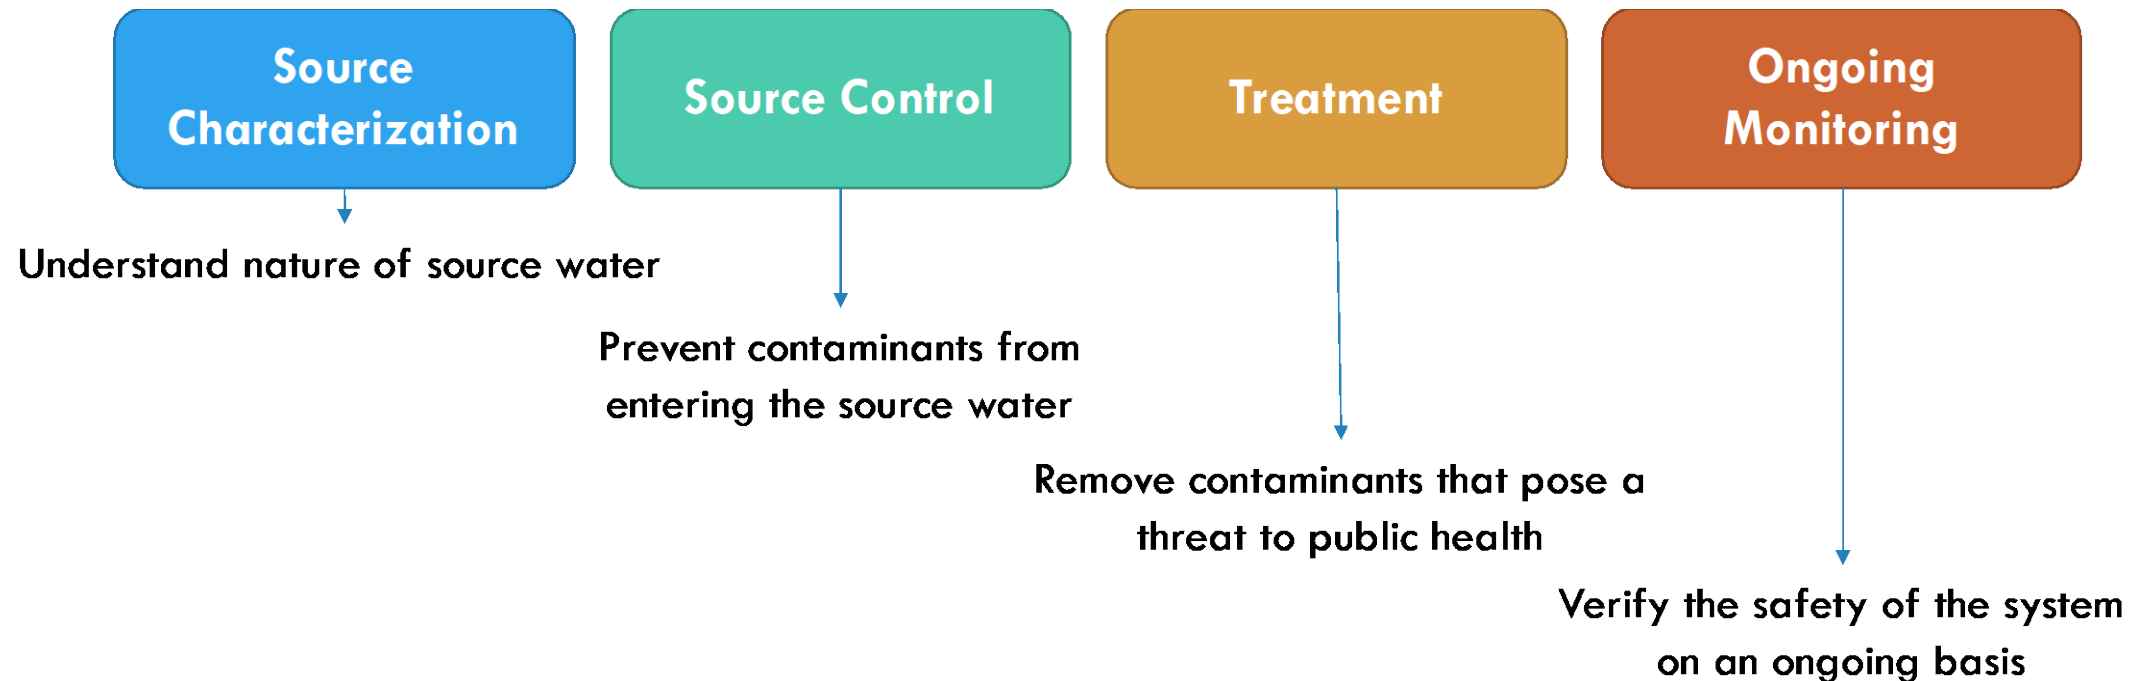 Source
Characterization
Source Control
Treatment
Ongoing
Monitoring
Understand nature of source water
Prevent contaminants from
entering the source water
Remove contaminants that pose a
threat to public health
Verify the safety of the system
on an ongoing basis